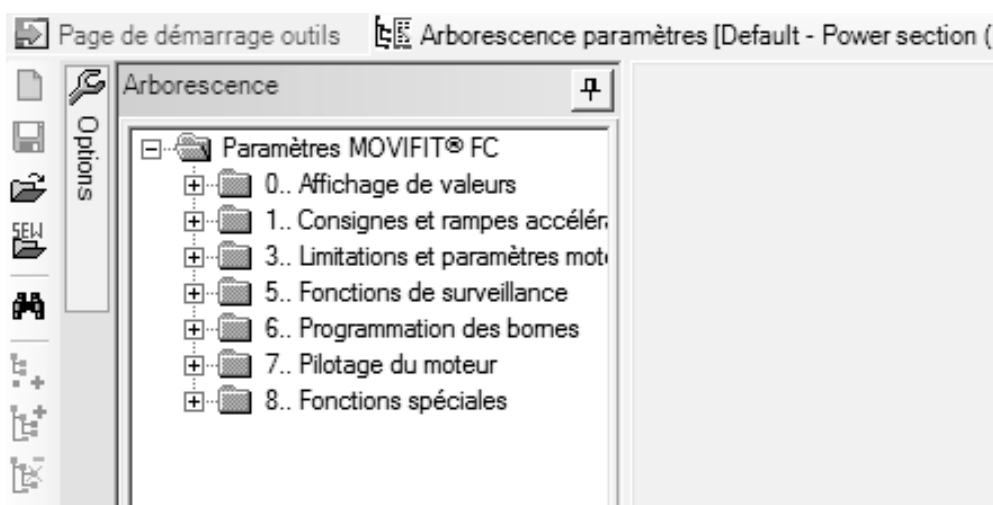 Page de démarrage outils Arborescence paramètres [Default - Power section (
Options
SEW
Arborescence
Paramètres MOVIFIT® FC
0.. Affichage de valeurs
1.. Consignes et rampes accéléra
3.. Limitations et paramètres mot
5.. Fonctions de surveillance
6.. Programmation des bornes
7.. Pilotage du moteur
8.. Fonctions spéciales